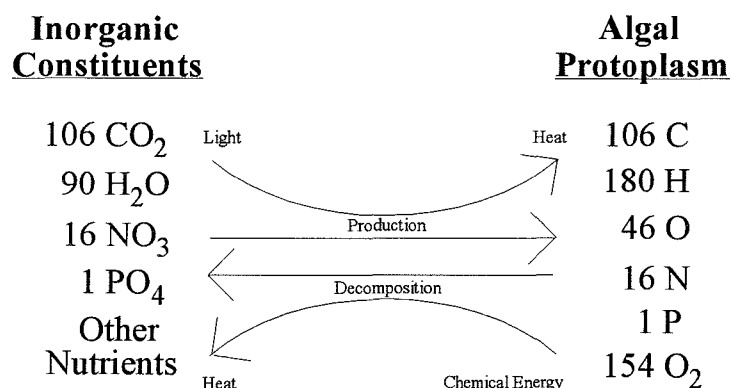 Inorganic
Constituents
106 CO₂
90 H₂O
16 NO₃
1 PO₄
Other
Nutrients
Light
Heat
Production
Decomposition
Heat
Chemical Energy
Algal
Protoplasm
106 C
180 H
46 O
16 N
1 P
154 O₂